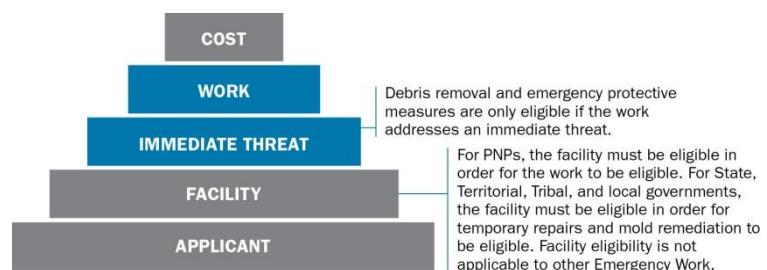 COST
WORK
IMMEDIATE THREAT
FACILITY
APPLICANT
Debris removal and emergency protective
measures are only eligible if the work
addresses an immediate threat.
For PNPs, the facility must be eligible in
order for the work to be eligible. For State,
Territorial, Tribal, and local governments,
the facility must be eligible in order for
temporary repairs and mold remediation to
be eligible. Facility eligibility is not
applicable to other Emergency Work.